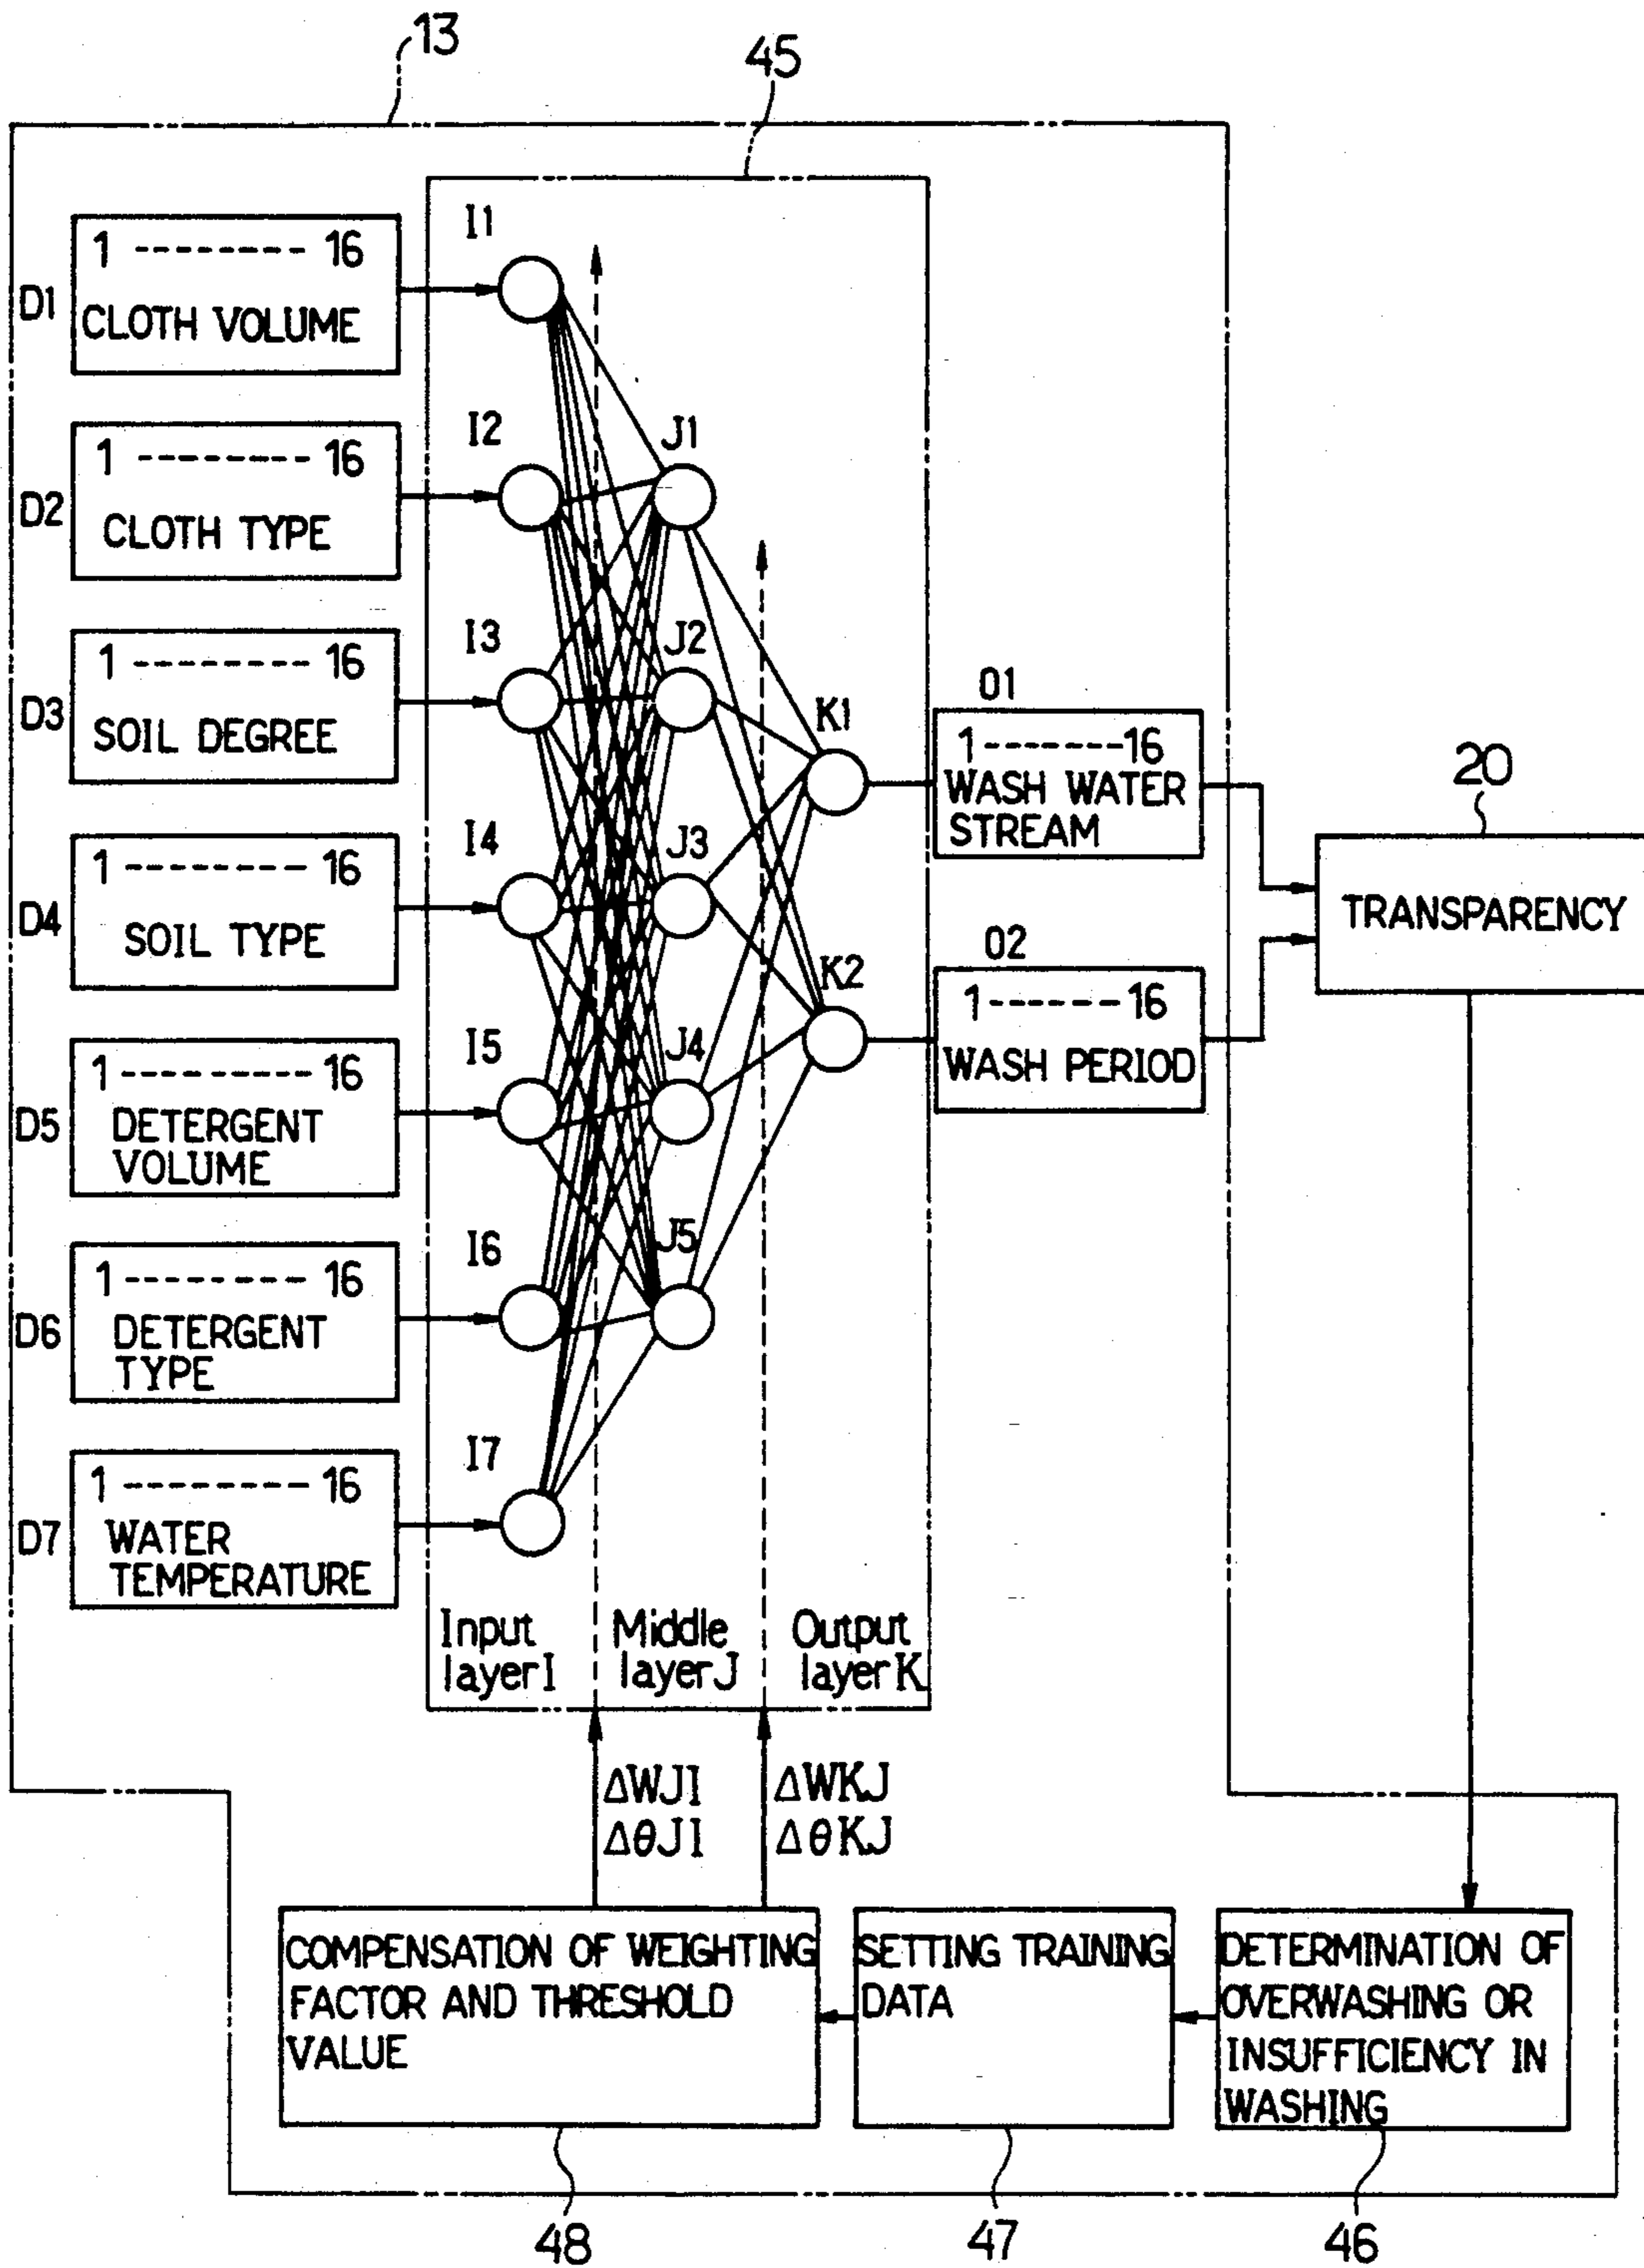 13
45
I1
1 -------- 16
D1
CLOTH VOLUME
I2
J1
1 -------- 16
D2
CLOTH TYPE
I3
J2
1 -------- 16
D3
SOIL DEGREE
O1
K1
1-------16
WASH WATER
STREAM
20
TRANSPARENCY
I4
J3
1 -------- 16
D4
SOIL TYPE
O2
K2
1------16
WASH PERIOD
I5
J4
1 --------- 16
D5
DETERGENT
VOLUME
I6
J5
1 --------- 16
D6
DETERGENT
TYPE
I7
1 --------- 16
D7
WATER
TEMPERATURE
Input
layer I
Middle
layer J
Output
layer K
ΔWJI
ΔθJI
ΔWKJ
ΔθKJ
COMPENSATION OF WEIGHTING
FACTOR AND THRESHOLD
VALUE
SETTING TRAINING
DATA
DETERMINATION OF
OVERWASHING OR
INSUFFICIENCY IN
WASHING
48
47
46